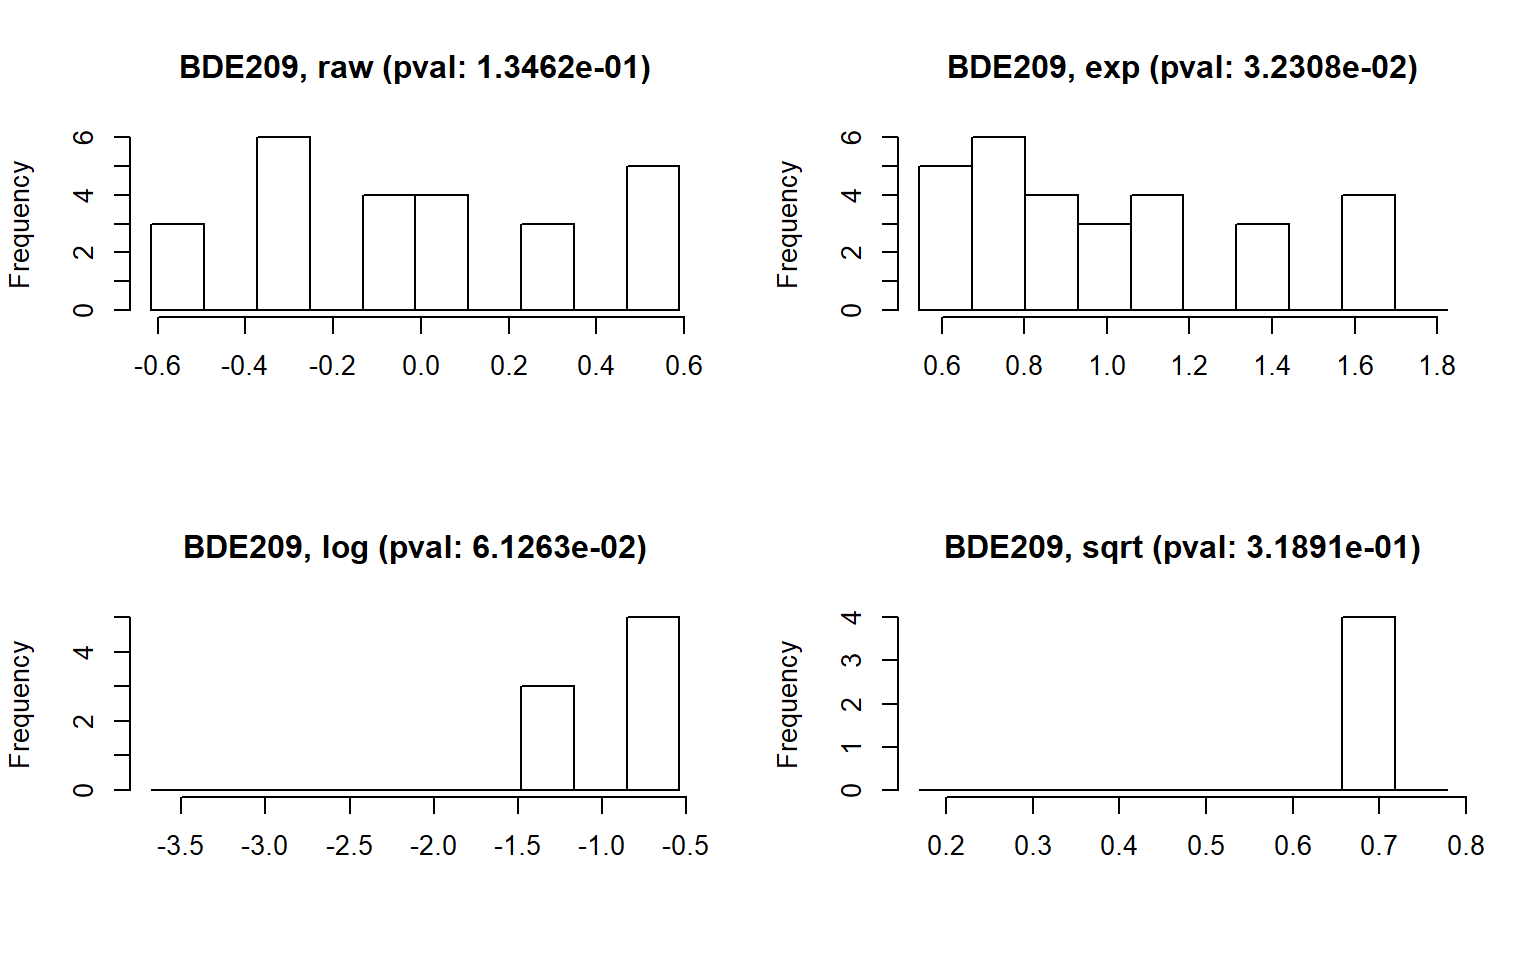 BDE209, raw (pval: 1.3462e-01)
Frequency
0 2 4 6
-0.6 -0.4 -0.2 0.0 0.2 0.4 0.6
BDE209, exp (pval: 3.2308e-02)
Frequency
0 2 4 6
0.6 0.8 1.0 1.2 1.4 1.6 1.8
BDE209, log (pval: 6.1263e-02)
Frequency
0 2 4
-3.5 -3.0 -2.5 -2.0 -1.5 -1.0 -0.5
BDE209, sqrt (pval: 3.1891e-01)
Frequency
0 1 2 3 4
0.2 0.3 0.4 0.5 0.6 0.7 0.8